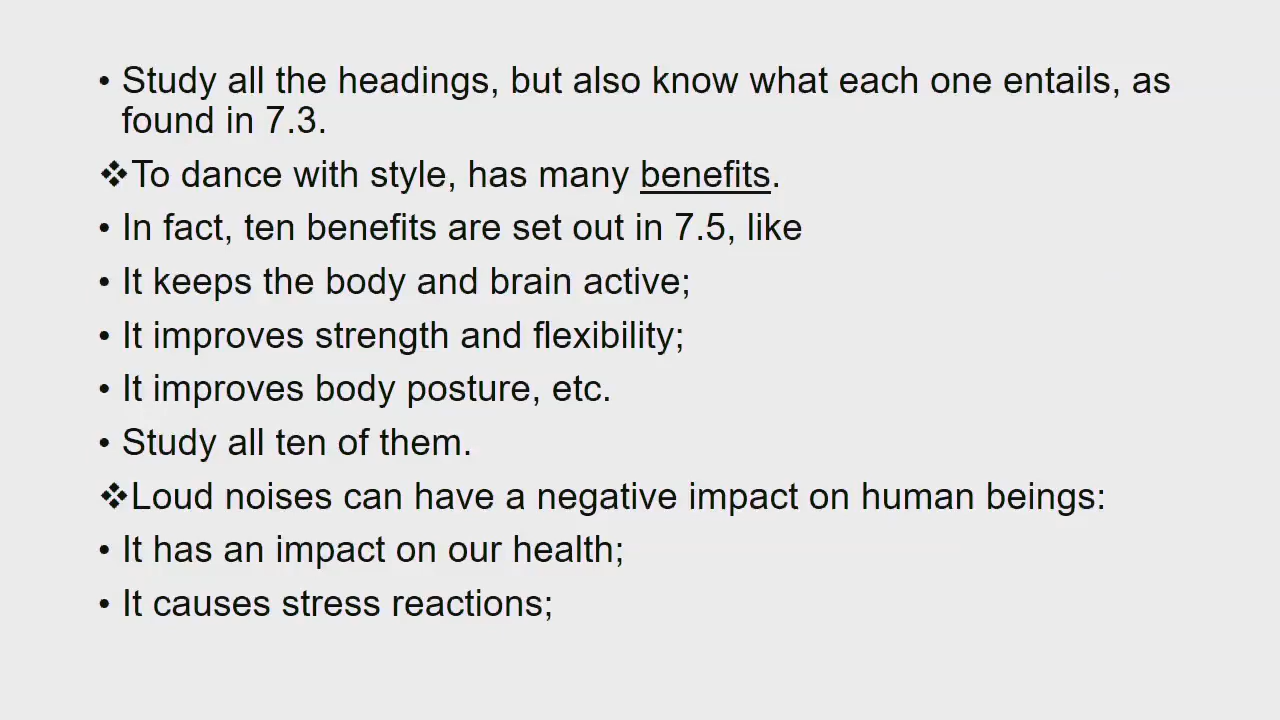 • Study all the headings, but also know what each one entails, as
found in 7.3.
❖To dance with style, has many benefits.
• In fact, ten benefits are set out in 7.5, like
• It keeps the body and brain active;
• It improves strength and flexibility;
• It improves body posture, etc.
• Study all ten of them.
❖Loud noises can have a negative impact on human beings:
• It has an impact on our health;
• It causes stress reactions;